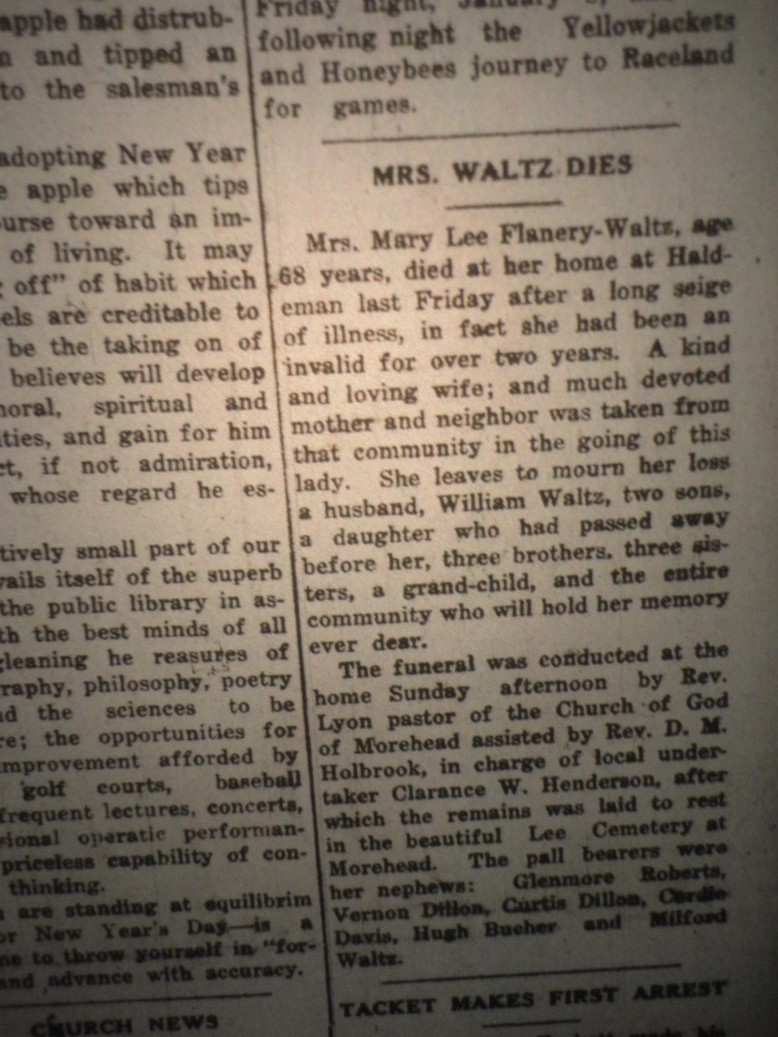 apple had distrub-
and tipped an
to the salesman's
adopting New Year
apple which tips
ourse toward an im-
of living. It may
off" of habit which
els are creditable to
be the taking on of
believes will develop
moral, spiritual and
ities, and gain for him
ct, if not admiration,
whose regard he es-
tively small part of our
vails itself of the superb
the public library in as-
th the best minds of all
gleaning he reasures of
raphy, philosophy, poetry
nd the sciences to be
re; the opportunities for
improvement afforded by
golf courts, baseball
frequent lectures, concerts,
sional operatic performan-
priceless capability of con-
thinking.
are standing at equilibrim
or New Year's Day—is a
me to throw yourself in "for-
and advance with accuracy.
CHURCH NEWS
Friday night, January
following night the Yellowjackets
and Honeybees journey to Raceland
for games.
MRS. WALTZ DIES
Mrs. Mary Lee Flanery-Waltz, age
68 years, died at her home at Hald-
eman last Friday after a long seige
of illness, in fact she had been an
invalid for over two years. A kind
and loving wife; and much devoted
mother and neighbor was taken from
that community in the going of this
lady. She leaves to mourn her loss
a husband, William Waltz, two sons,
a daughter who had passed away
before her, three brothers. three sis-
ters, a grand-child, and the entire
community who will hold her memory
ever dear.
The funeral was conducted at the
home Sunday afternoon by Rev.
Lyon pastor of the Church of God
of Morehead assisted by Rev. D. M.
Holbrook, in charge of local under-
taker Clarance W. Henderson, after
which the remains was laid to rest
in the beautiful Lee Cemetery at
Morehead. The pall bearers were
her nephews: Glenmore Roberts,
Vernon Dillon, Curtis Dillon,
Davis, Hugh Bucher and Milford
Waltz.
TACKET MAKES FIRST ARREST
made his